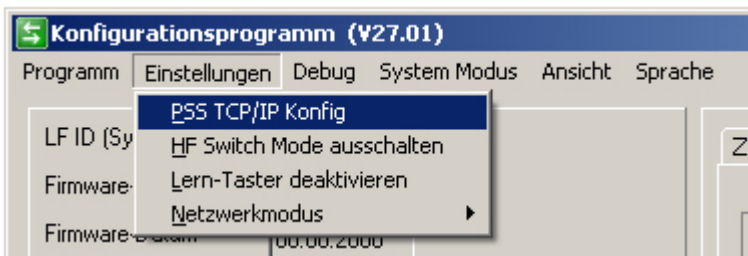 Konfigurationsprogramm (V27.01)
Programm Einstellungen Debug System Modus Ansicht Sprache
PSS TCP/IP Konfig
HF Switch Mode ausschalten
Lern-Taster deaktivieren
Netzwerkmodus
LF ID (Sy
Firmware-
Firmware-Datum
00.00.2000
Z